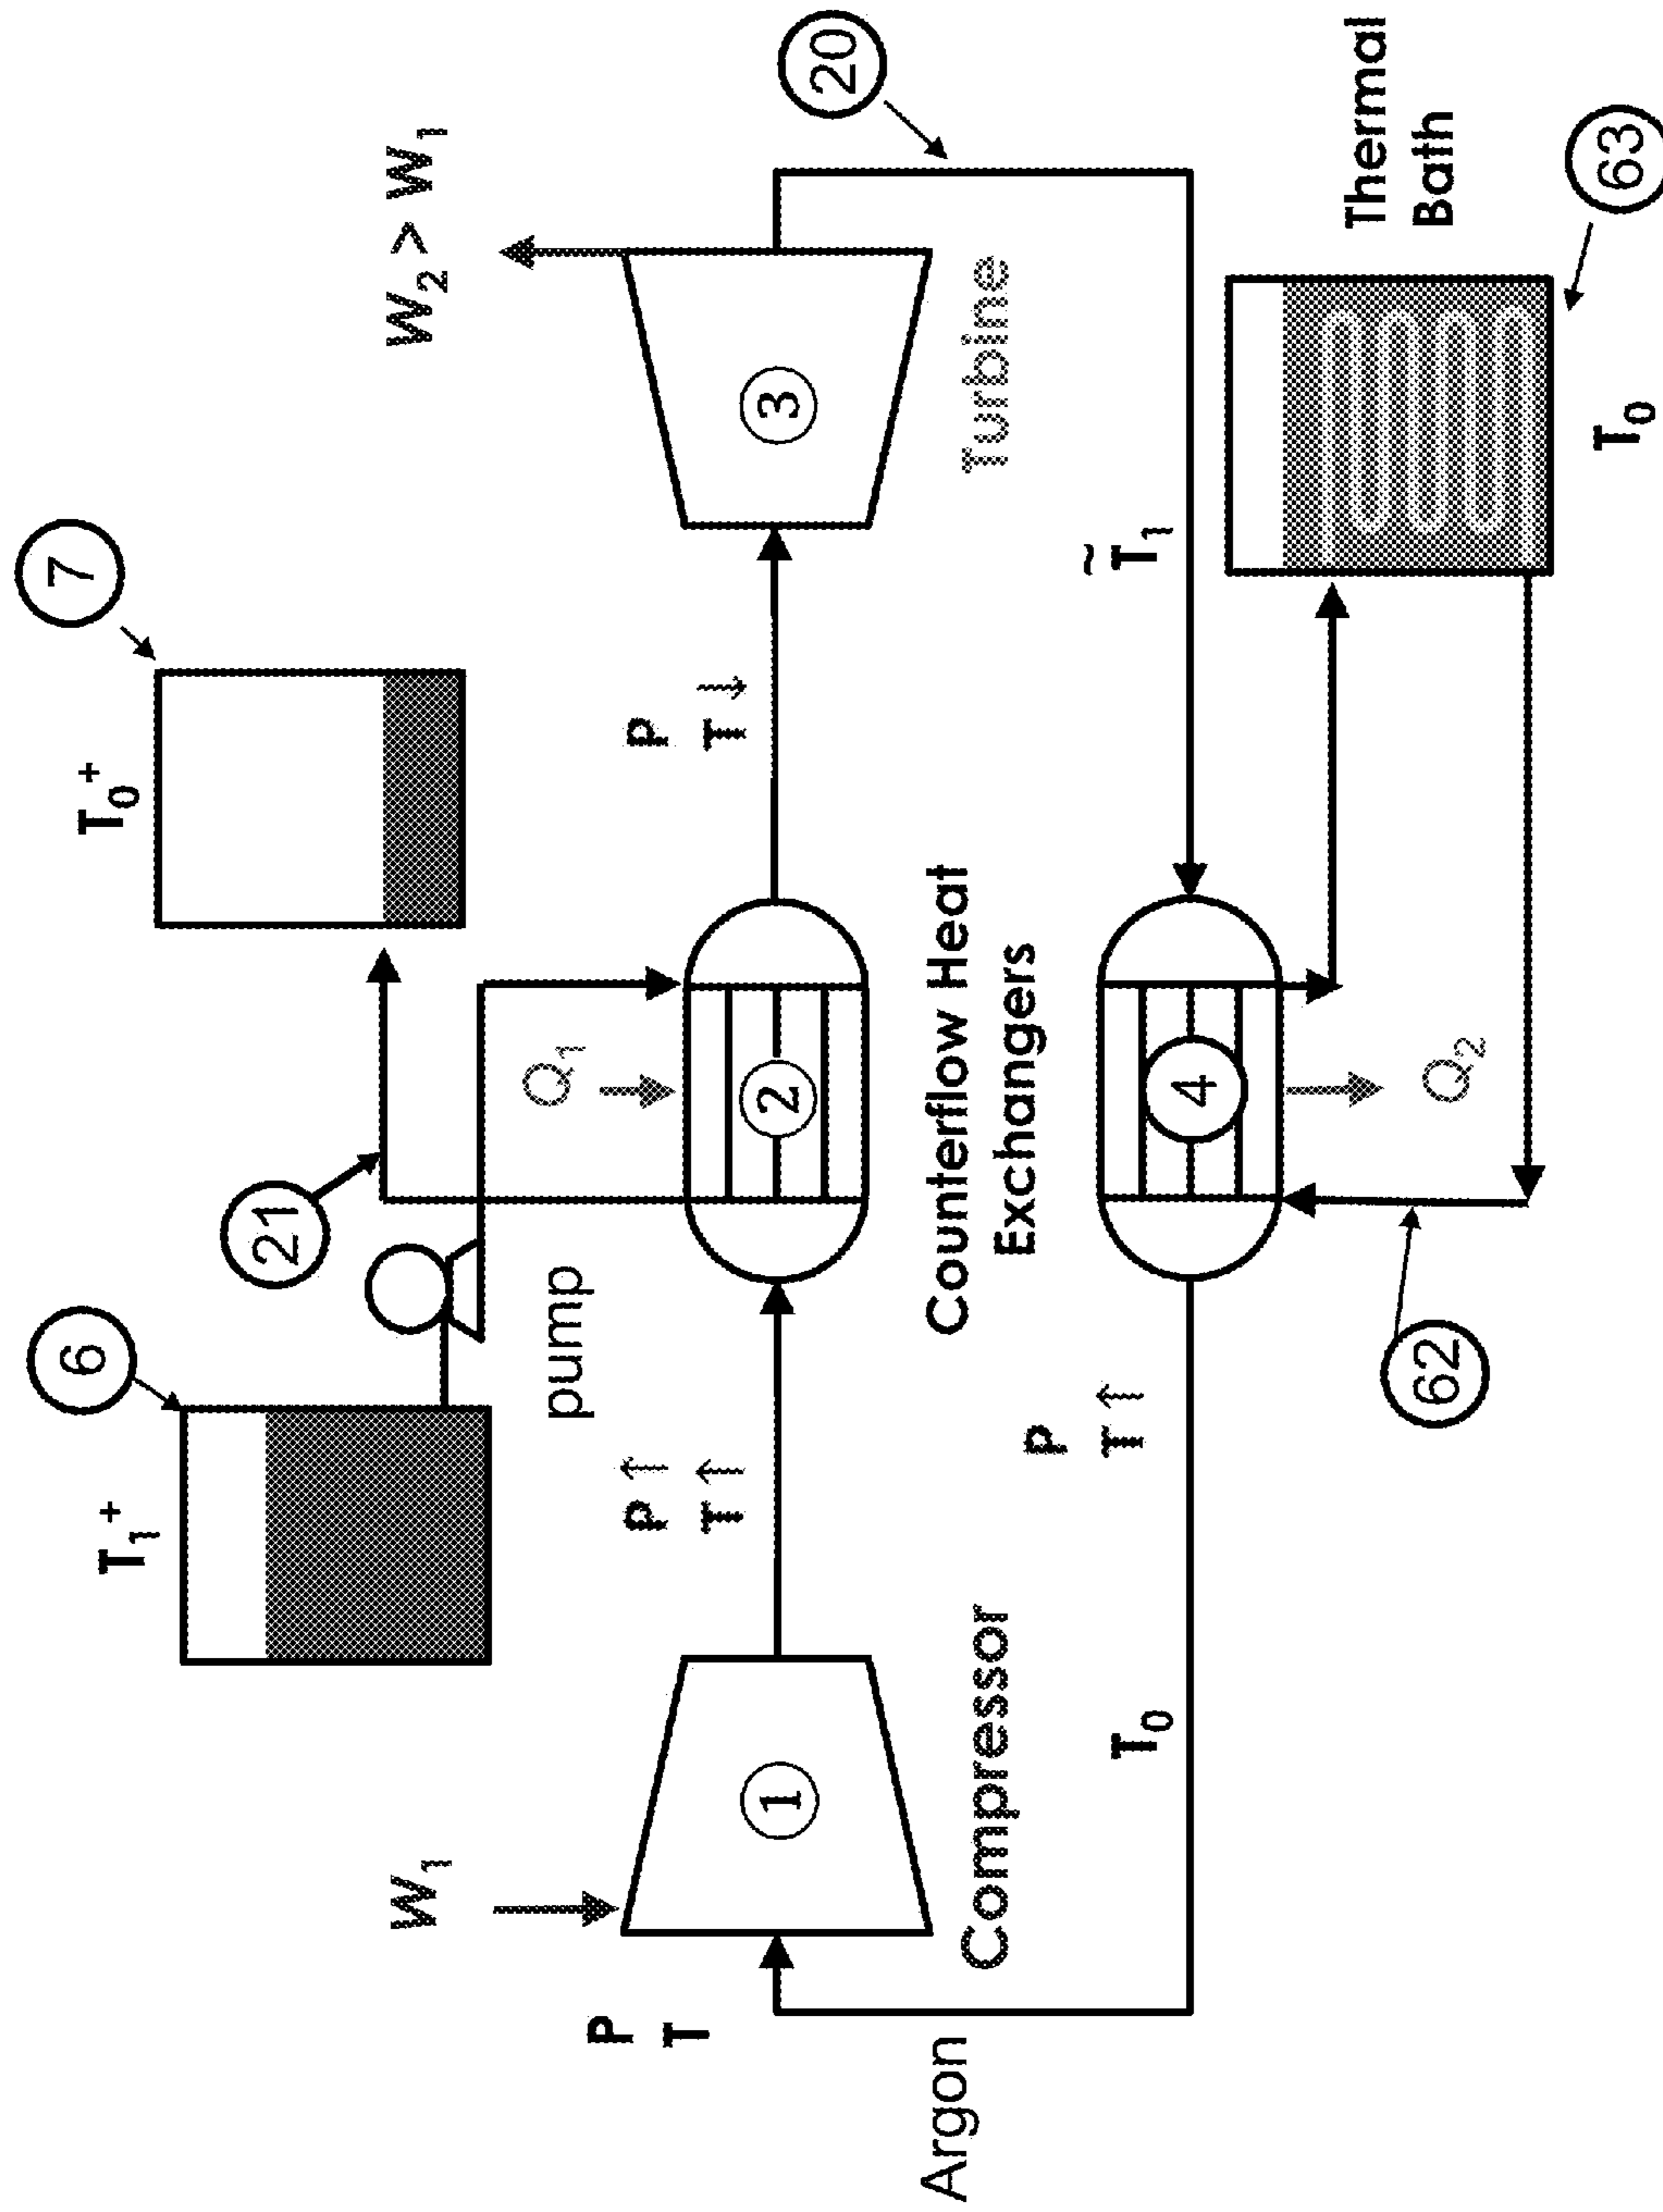 6
7
T₁⁺
T₀⁺
21
W₁
W₂ > W₁
pump
Q₁
P
T
P ↑
T ↑
P
T ↓
1
2
3
20
Argon
Compressor
Counterflow Heat
Exchangers
Turbine
P
T ↑
T₀
T̃₁
4
62
Q₂
Thermal
Bath
T₀
63